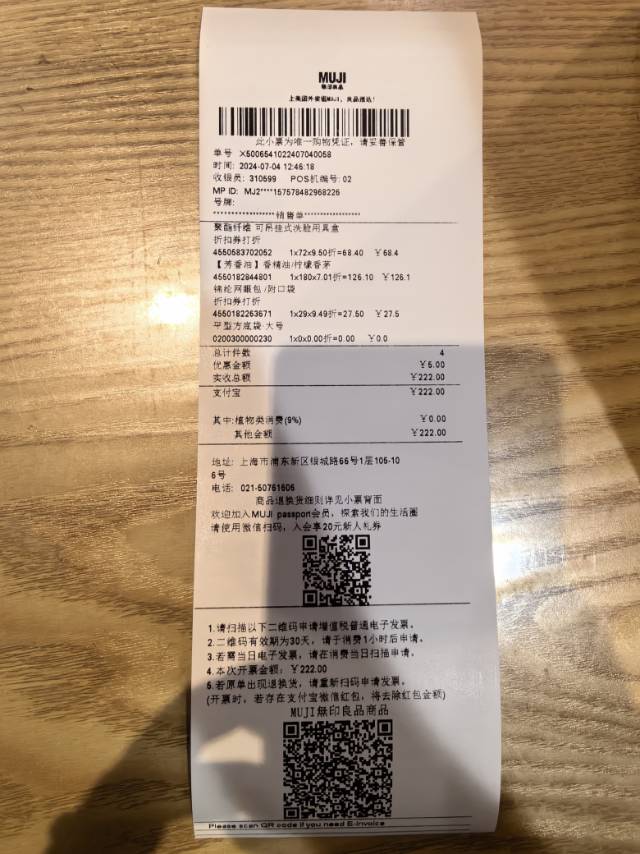 MUJI
無印良品
上美团外卖逛MUJI，良品送达！
此小票为唯一购物凭证，请妥善保管
单号 X5006541022407040058
时间: 2024-07-04 12:46:18
收银员: 310599 POS机编号: 02
MP ID: MJ2****157578482968226
号牌:
******************销售单*****************
聚酯纤维 可吊挂式洗脸用具盒
折扣券打折
4550583702052 1x72x9.50折=68.40 ￥68.4
【芳香油】香精油/柠檬香茅
4550182844801 1x180x7.01折=126.10 ￥126.1
锦纶网眼包/附口袋
折扣券打折
4550182263671 1x29x9.49折=27.50 ￥27.5
平型方底袋·大号
0200300000230 1x0x0.00折=0.00 ￥0.0
总计件数 4
优惠金额 ￥5.00
实收总额 ￥222.00
支付宝 ￥222.00
其中:植物类消费(9%) ￥0.00
其他金额 ￥222.00
地址: 上海市浦东新区银城路66号1层105-10
6号
电话: 021-50761606
商品退换货细则详见小票背面
欢迎加入MUJI passport会员，探索我们的生活圈
请使用微信扫码，入会享20元新人礼券
1.请扫描以下二维码申请增值税普通电子发票。
2.二维码有效期为30天，请于消费1小时后申请。
3.若需当日电子发票，请在消费当日扫描申请。
4.本次开票金额: ￥222.00
5.若原单出现退换货，请重新扫码申请发票。
(开票时，若存在支付宝微信红包，将去除红包金额)
MUJI無印良品商品
Please scan QR code if you need E-invoice